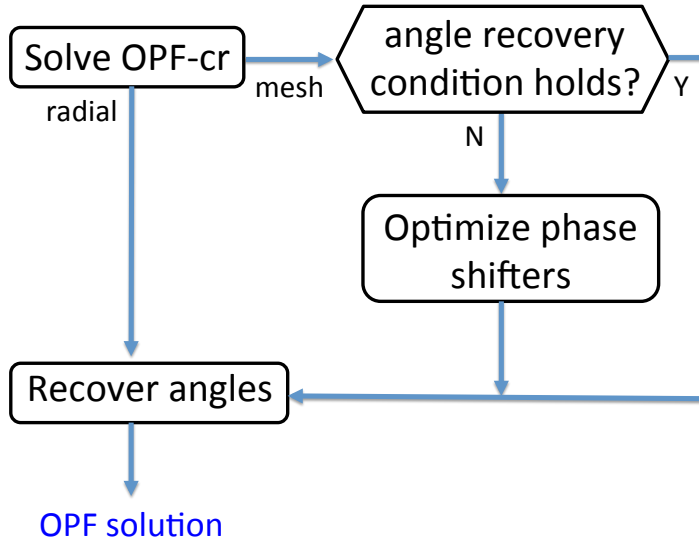 Solve OPF-cr
mesh
radial
angle recovery
condition holds?
Y
N
Optimize phase
shifters
Recover angles
OPF solution